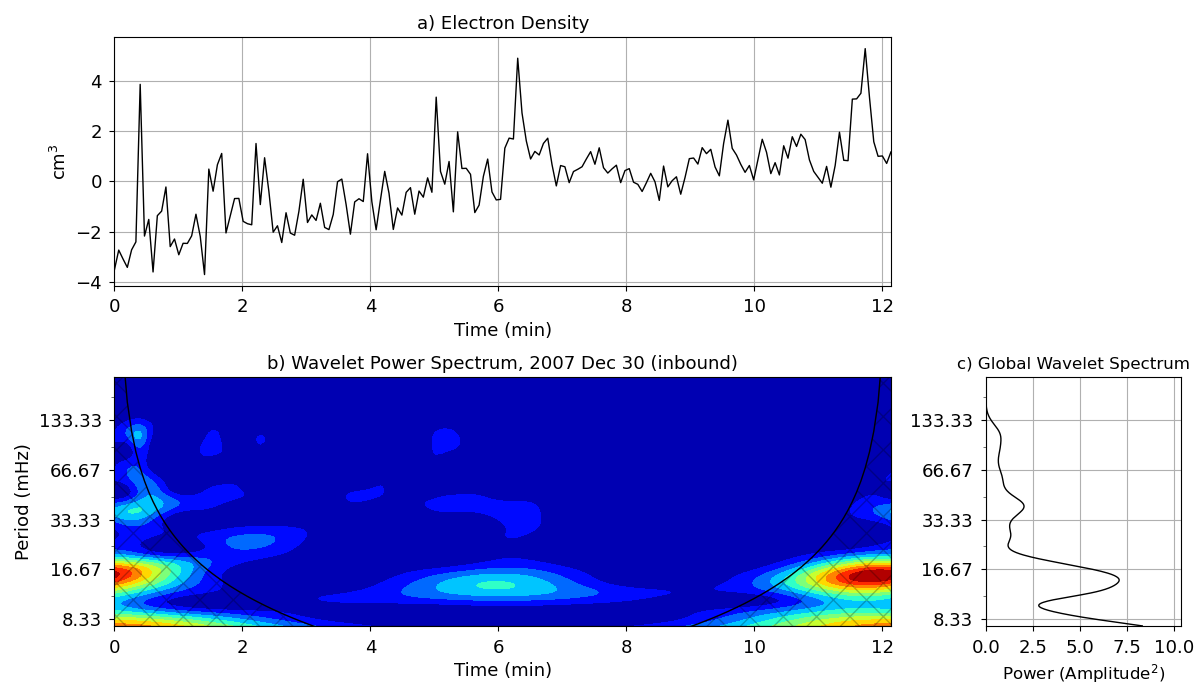 a) Electron Density
4
2
0
−2
−4
cm³
0 2 4 6 8 10 12
Time (min)
b) Wavelet Power Spectrum, 2007 Dec 30 (inbound)
133.33
66.67
33.33
16.67
8.33
Period (mHz)
0 2 4 6 8 10 12
Time (min)
c) Global Wavelet Spectrum
133.33
66.67
33.33
16.67
8.33
0.0 2.5 5.0 7.5 10.0
Power (Amplitude²)